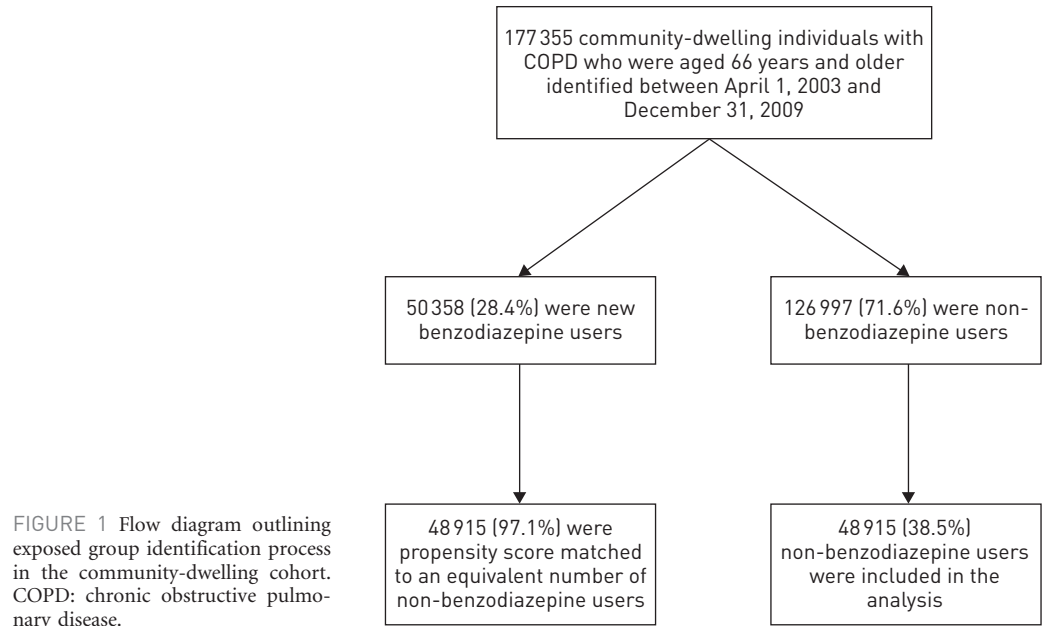 177 355 community-dwelling individuals with
COPD who were aged 66 years and older
identified between April 1, 2003 and
December 31, 2009
50 358 (28.4%) were new
benzodiazepine users
126 997 (71.6%) were non-
benzodiazepine users
48 915 (97.1%) were
propensity score matched
to an equivalent number of
non-benzodiazepine users
48 915 (38.5%)
non-benzodiazepine users
were included in the
analysis
FIGURE 1 Flow diagram outlining
exposed group identification process
in the community-dwelling cohort.
COPD: chronic obstructive pulmo-
nary disease.